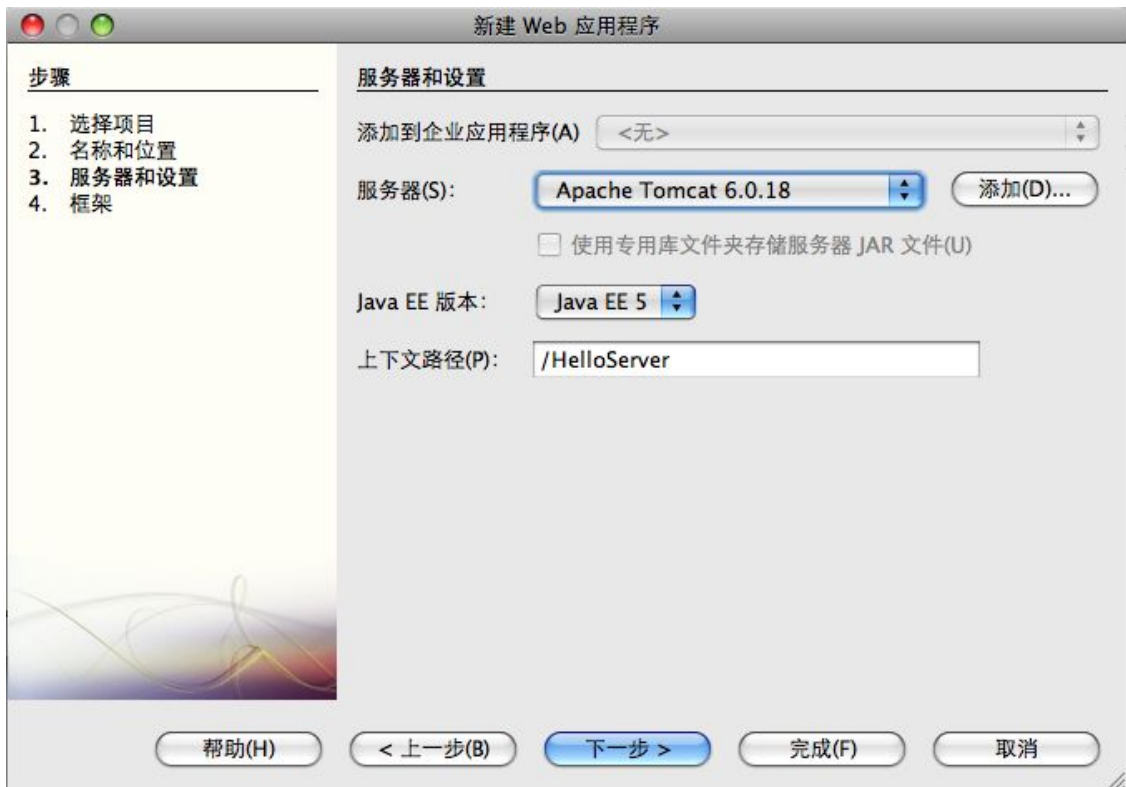 新建 Web 应用程序
步骤
1. 选择项目
2. 名称和位置
3. 服务器和设置
4. 框架
服务器和设置
添加到企业应用程序(A) <无>
服务器(S): Apache Tomcat 6.0.18 添加(D)...
使用专用库文件夹存储服务器 JAR 文件(U)
Java EE 版本: Java EE 5
上下文路径(P): /HelloServer
帮助(H) < 上一步(B) 下一步 > 完成(F) 取消